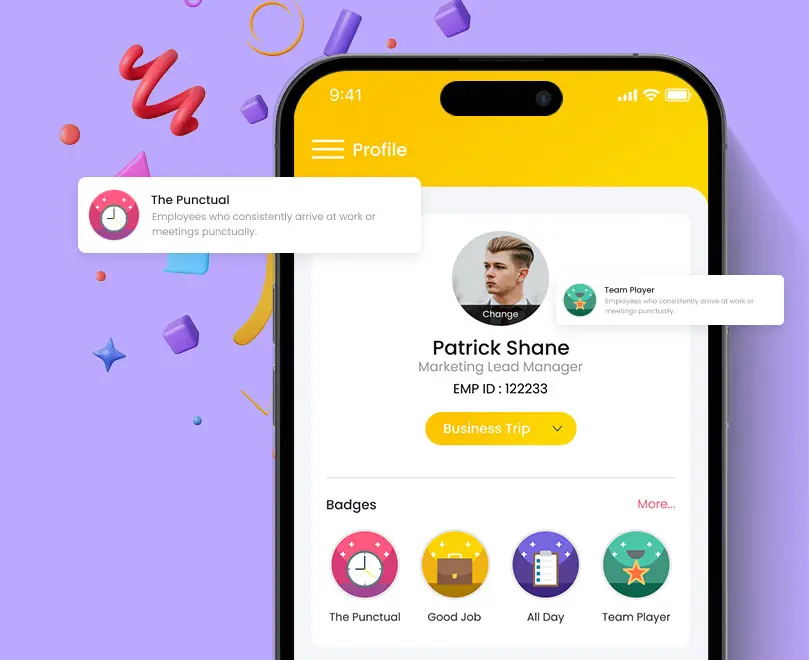 9:41
Profile
The Punctual
Employees who consistently arrive at work or
meetings punctually.
Change
Team Player
Employees who consistently arrive at work or
meetings punctually.
Patrick Shane
Marketing Lead Manager
EMP ID : 122233
Business Trip
Badges
More...
The Punctual
Good Job
All Day
Team Player